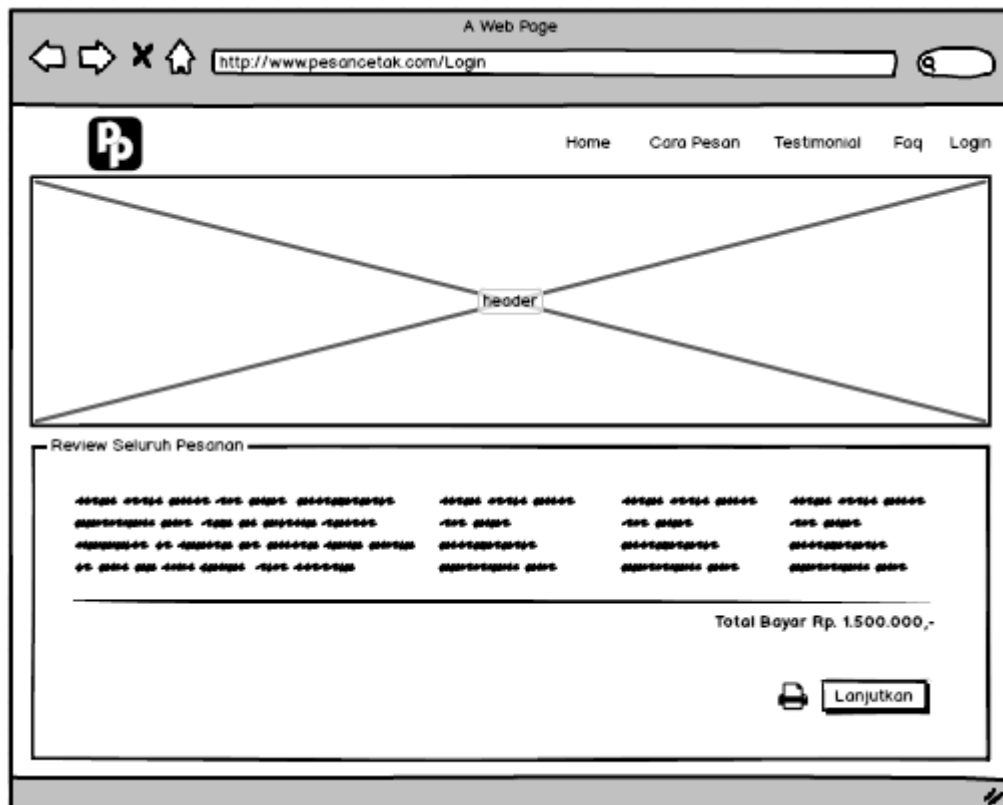 A Web Page
http://www.pesancetak.com/Login
Pp
Home Cara Pesan Testimonial Faq Login
header
Review Seluruh Pesanan
Total Bayar Rp. 1.500.000,-
Lanjutkan